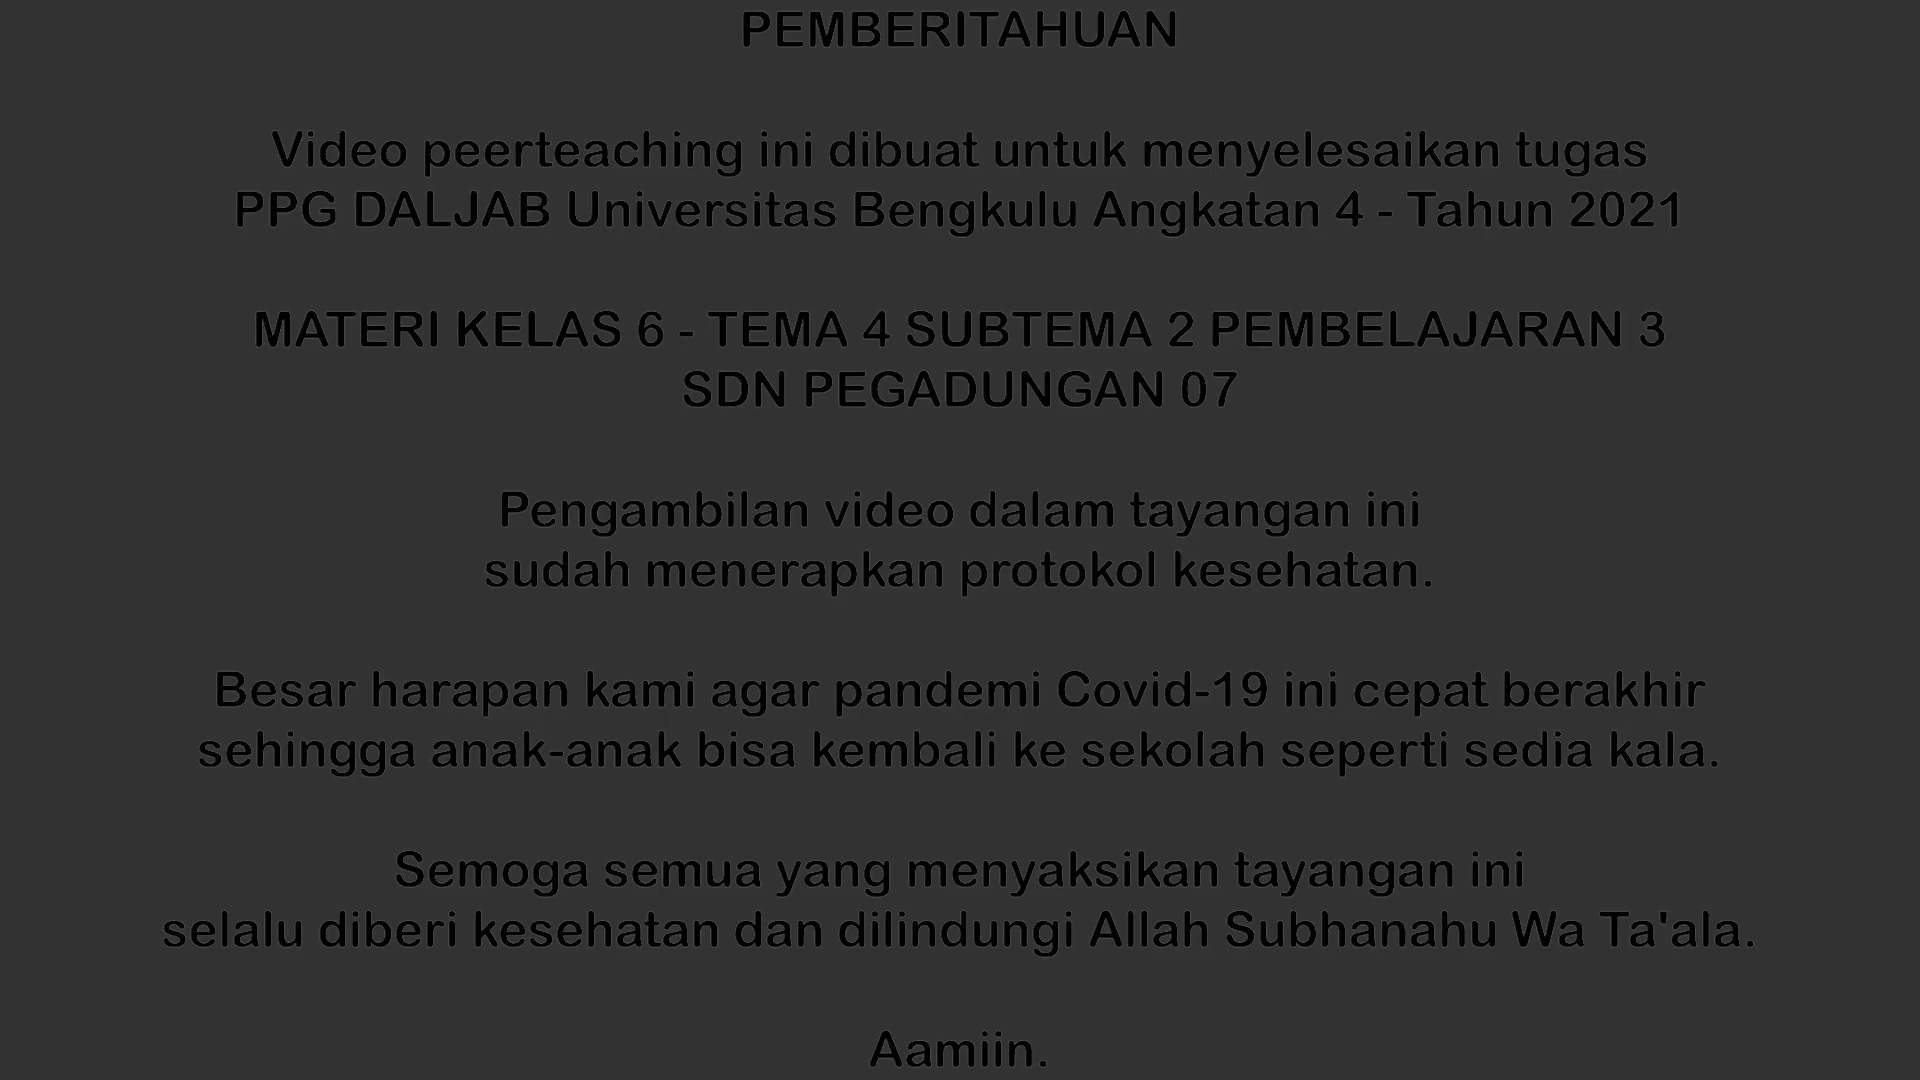 PEMBERITAHUAN
Video peerteaching ini dibuat untuk menyelesaikan tugas
PPG DALJAB Universitas Bengkulu Angkatan 4 - Tahun 2021
MATERI KELAS 6 - TEMA 4 SUBTEMA 2 PEMBELAJARAN 3
SDN PEGADUNGAN 07
Pengambilan video dalam tayangan ini
sudah menerapkan protokol kesehatan.
Besar harapan kami agar pandemi Covid-19 ini cepat berakhir
sehingga anak-anak bisa kembali ke sekolah seperti sedia kala.
Semoga semua yang menyaksikan tayangan ini
selalu diberi kesehatan dan dilindungi Allah Subhanahu Wa Ta'ala.
Aamiin.